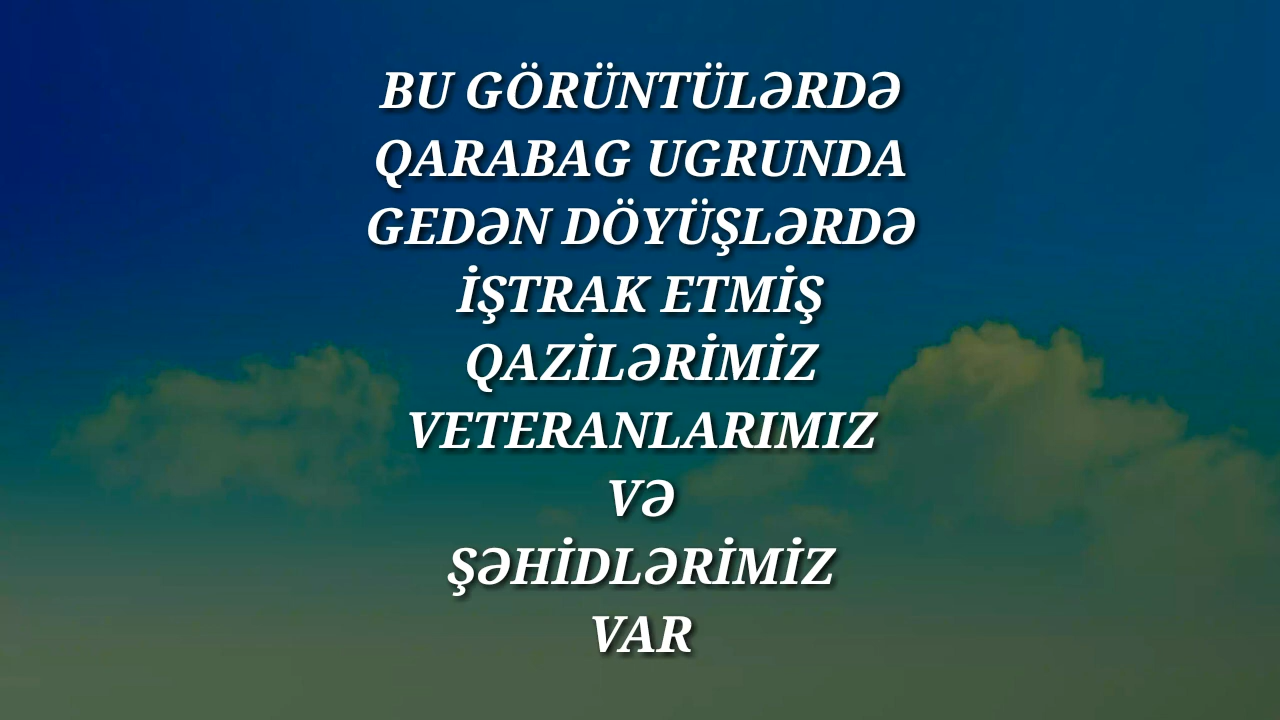 BU GÖRÜNTÜLƏRDƏ
QARABAG UGRUNDA
GEDƏN DÖYÜŞLƏRDƏ
İŞTRAK ETMİŞ
QAZİLƏRİMİZ
VETERANLARIMIZ
VƏ
ŞƏHİDLƏRİMİZ
VAR